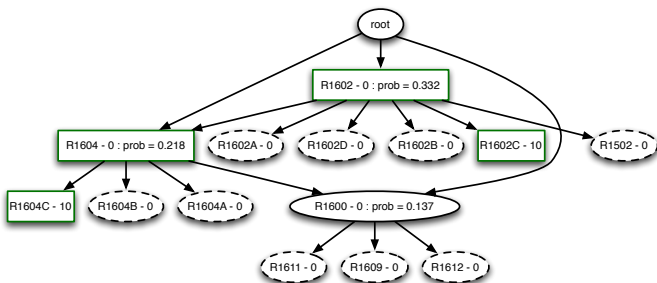 root
R1602 - 0 : prob = 0.332
R1604 - 0 : prob = 0.218
R1602A - 0
R1602D - 0
R1602B - 0
R1602C - 10
R1502 - 0
R1604C - 10
R1604B - 0
R1604A - 0
R1600 - 0 : prob = 0.137
R1611 - 0
R1609 - 0
R1612 - 0